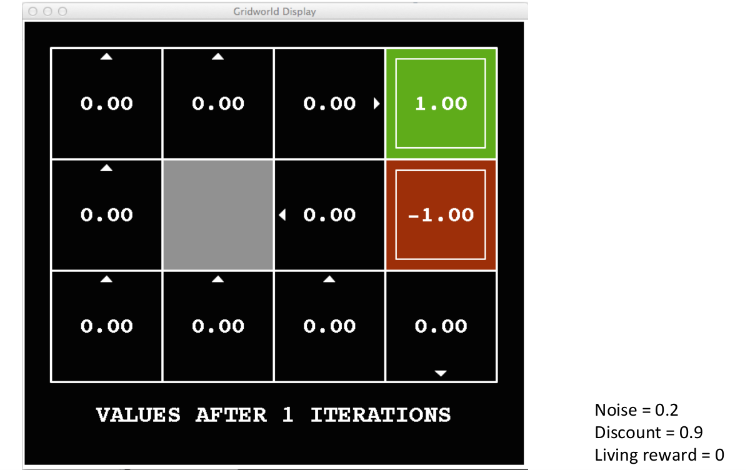 Gridworld Display
0.00 0.00 0.00 1.00
0.00 0.00 -1.00
0.00 0.00 0.00 0.00
VALUES AFTER 1 ITERATIONS
Noise = 0.2
Discount = 0.9
Living reward = 0